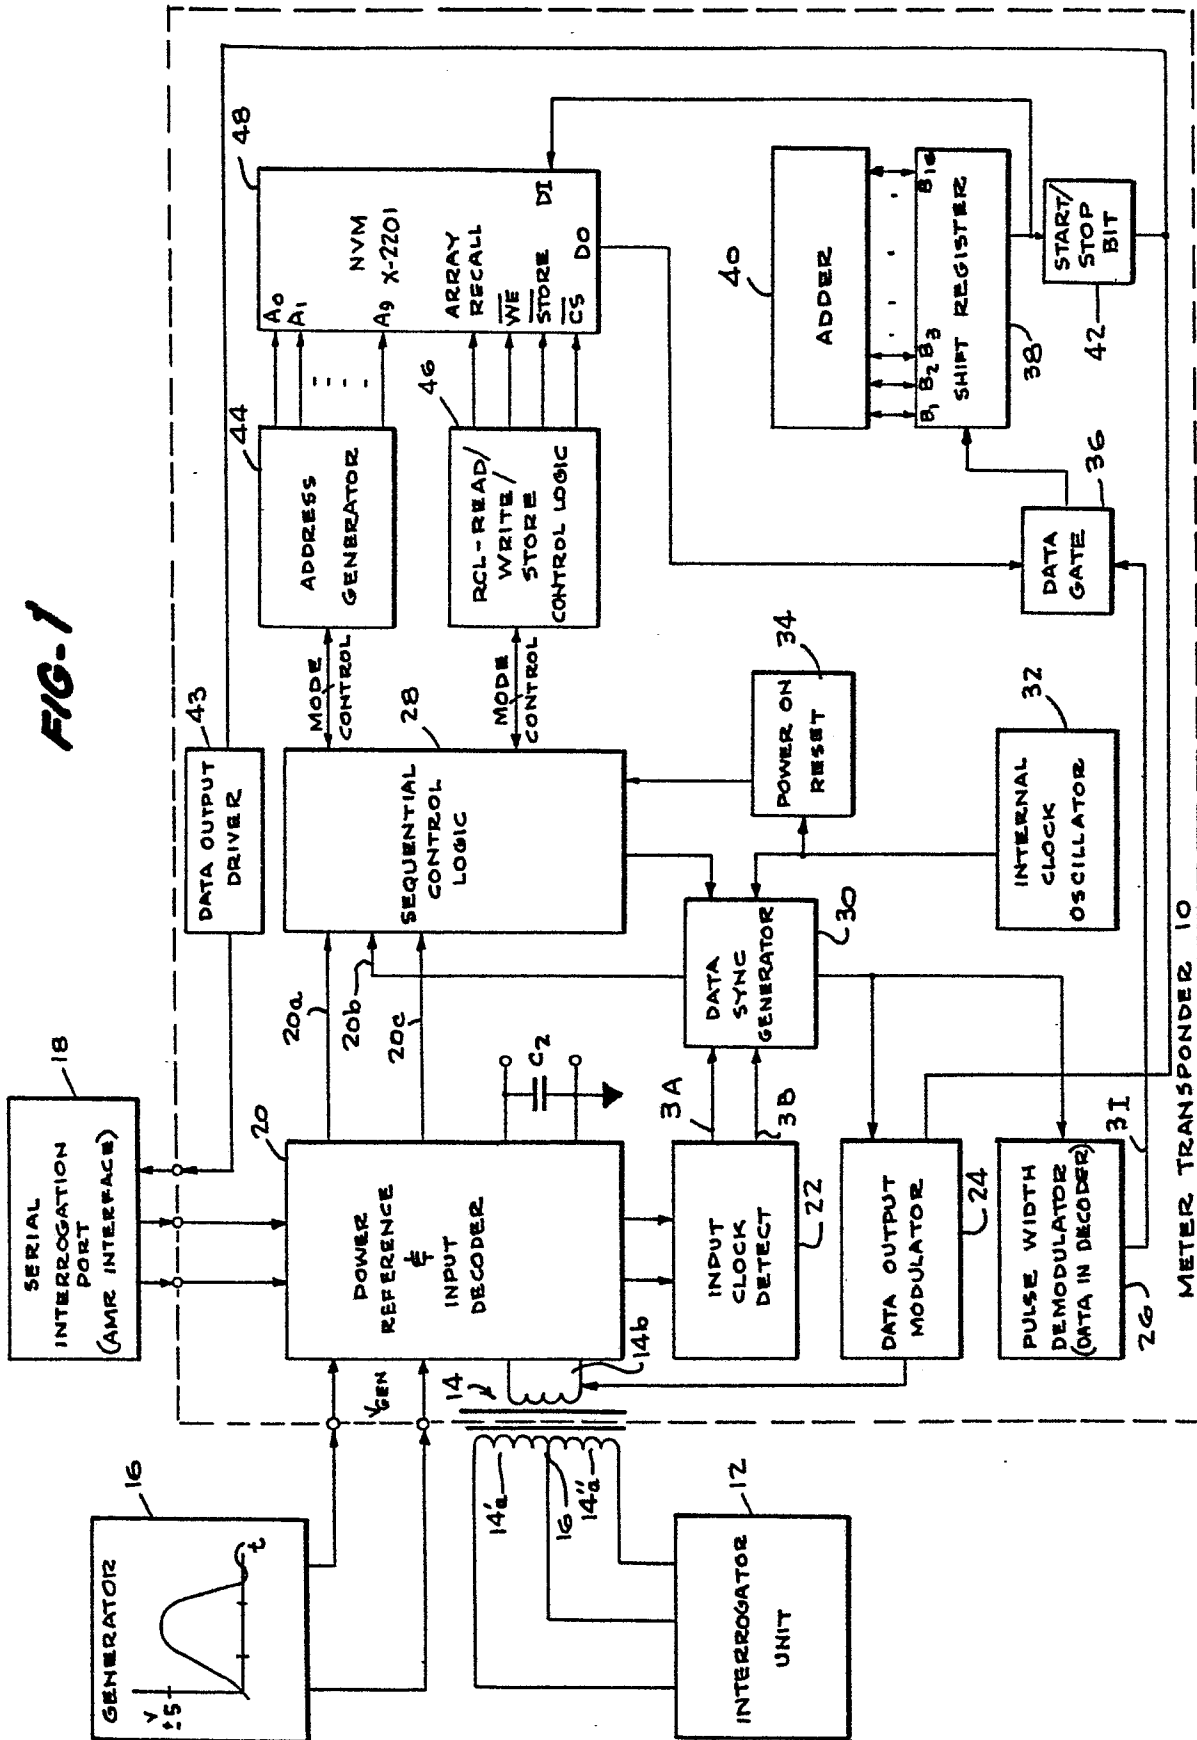 FIG-1
GENERATOR
V
±5
t
16
SERIAL
INTERROGATION
PORT
(AMR INTERFACE)
18
DATA OUTPUT
DRIVER
43
VGEN
POWER
REFERENCE
&
INPUT
DECODER
20
20a
20b
20c
C2
SEQUENTIAL
CONTROL
LOGIC
28
MODE
CONTROL
MODE
CONTROL
ADDRESS
GENERATOR
44
RCL-READ/
WRITE/
STORE
CONTROL LOGIC
46
A0
A1
A9
NVM
X-2201
ARRAY
RECALL
WE
STORE
CS
DI
DO
48
14
14b
14'a
16
14"a
INTERROGATOR
UNIT
12
INPUT
CLOCK
DETECT
22
3A
3B
DATA
SYNC
GENERATOR
30
POWER ON
RESET
34
INTERNAL
CLOCK
OSCILLATOR
32
DATA OUTPUT
MODULATOR
24
PULSE WIDTH
DEMODULATOR
(DATA IN DECODER)
26
31
DATA
GATE
36
ADDER
40
B1 B2 B3 B16
SHIFT REGISTER
38
START/
STOP
BIT
42
METER TRANSPONDER 10